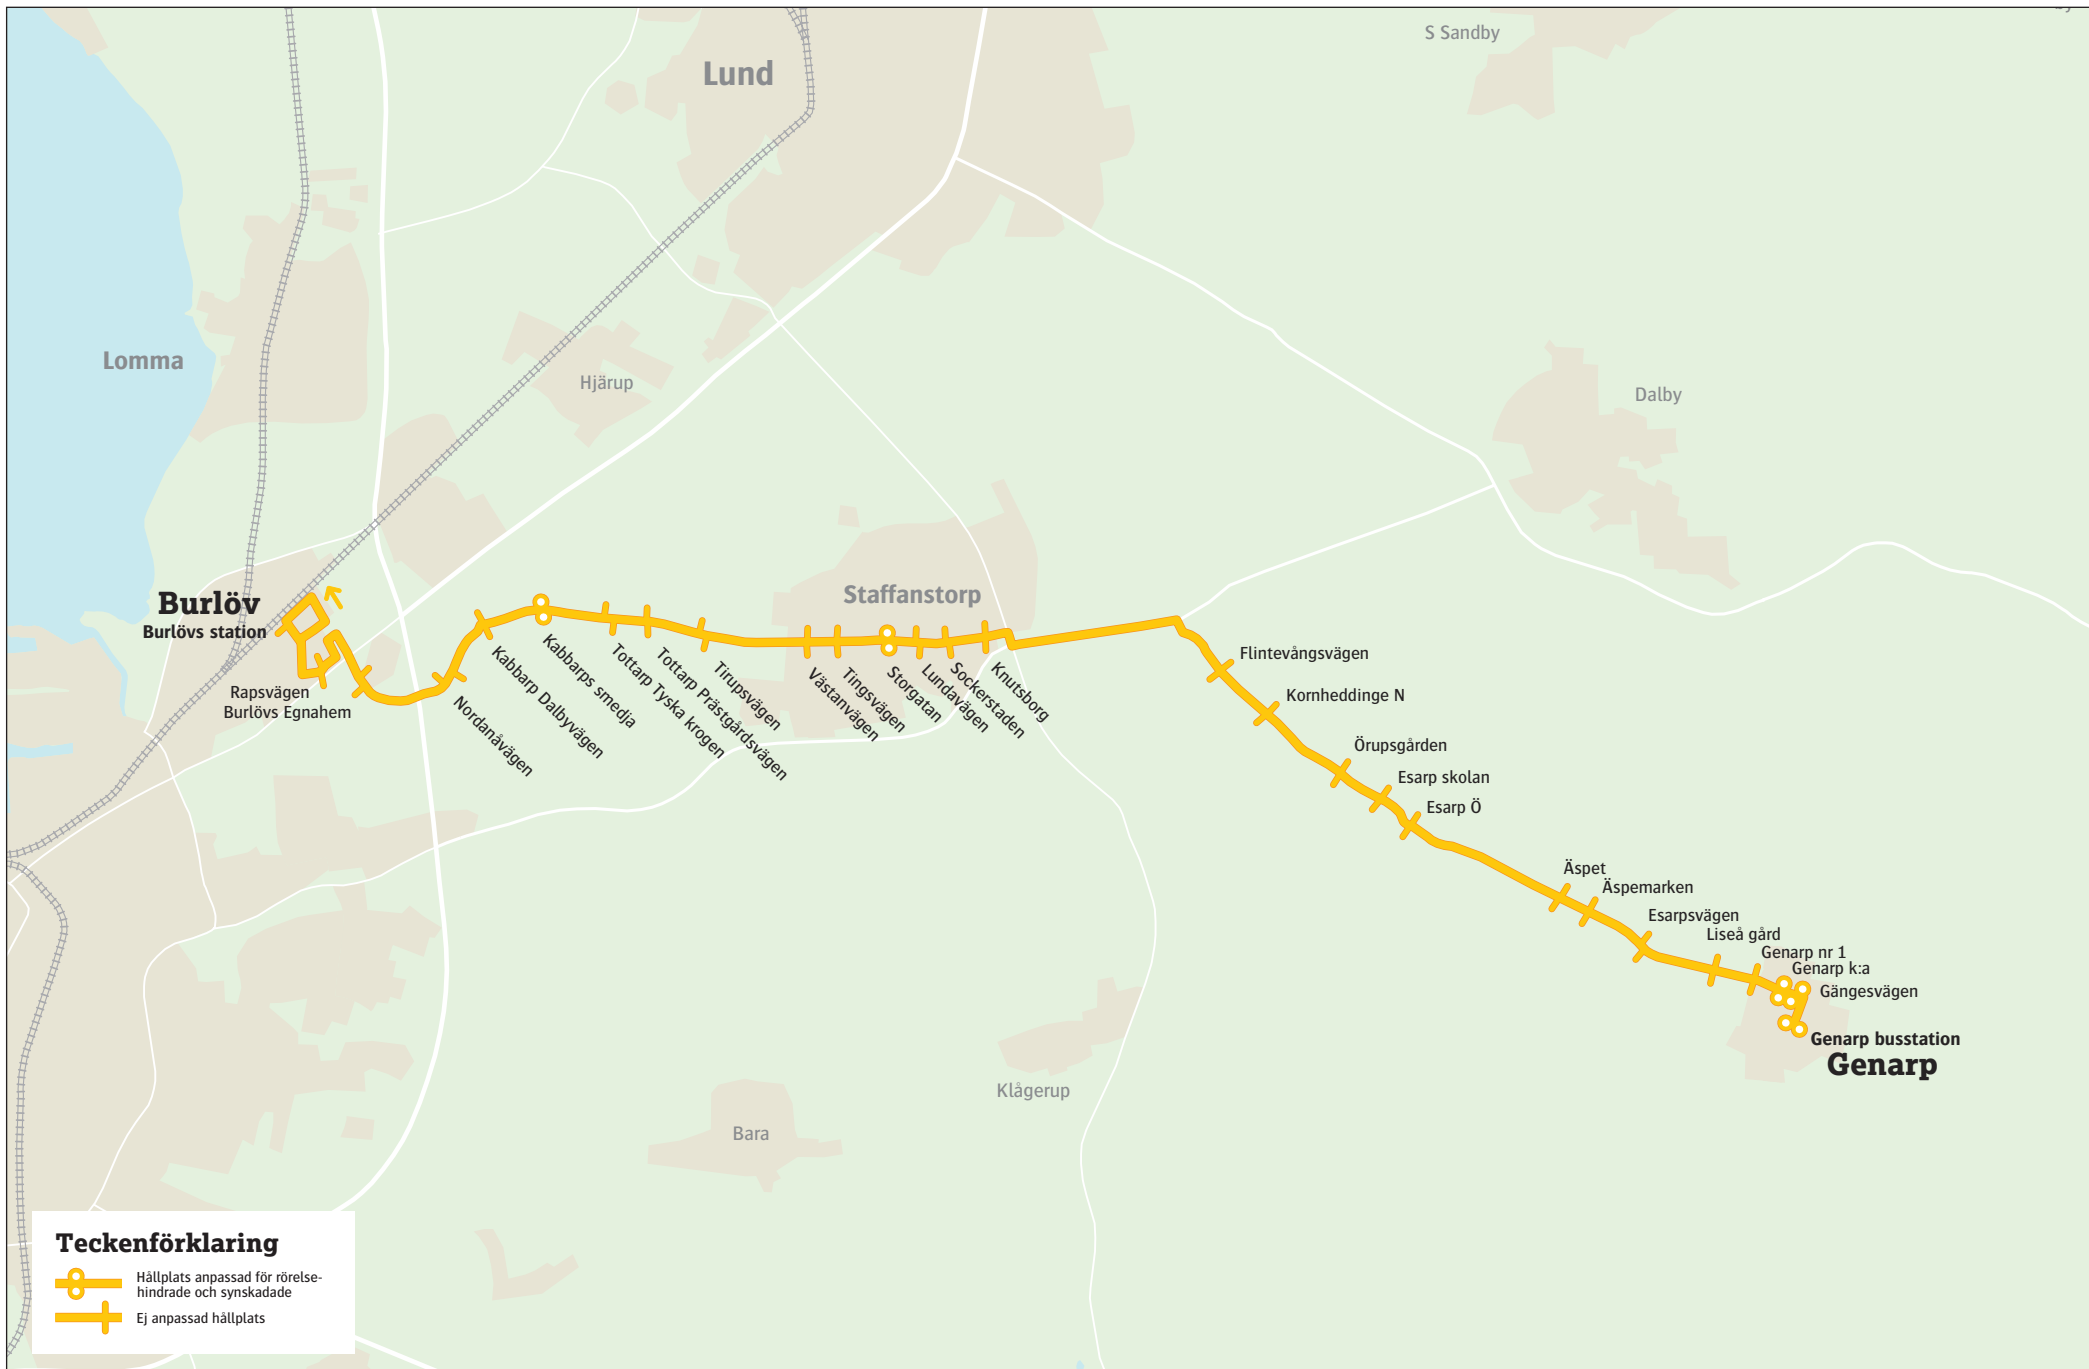 S Sandby
Lund
Lomma
Hjärup
Dalby
Burlöv
Burlövs station
Staffanstorp
Rapsvägen
Burlövs Egnahem
Nordanåvägen
Kabbarp Dalbyvägen
Kabbarps smedja
Tottarp Tyska krogen
Tottarp Prästgårdsvägen
Tirupsvägen
Västanvägen
Tingsvägen
Storgatan
Lundavägen
Sockerstaden
Knutsborg
Flintevångsvägen
Kornheddinge N
Örupsgården
Esarp skolan
Esarp Ö
Äspet
Äspemarken
Esarpsvägen
Liseå gård
Genarp nr 1
Genarp k:a
Gängesvägen
Genarp busstation
Genarp
Klågerup
Bara
Teckenförklaring
Hållplats anpassad för rörelse-
hindrade och synskadade
Ej anpassad hållplats